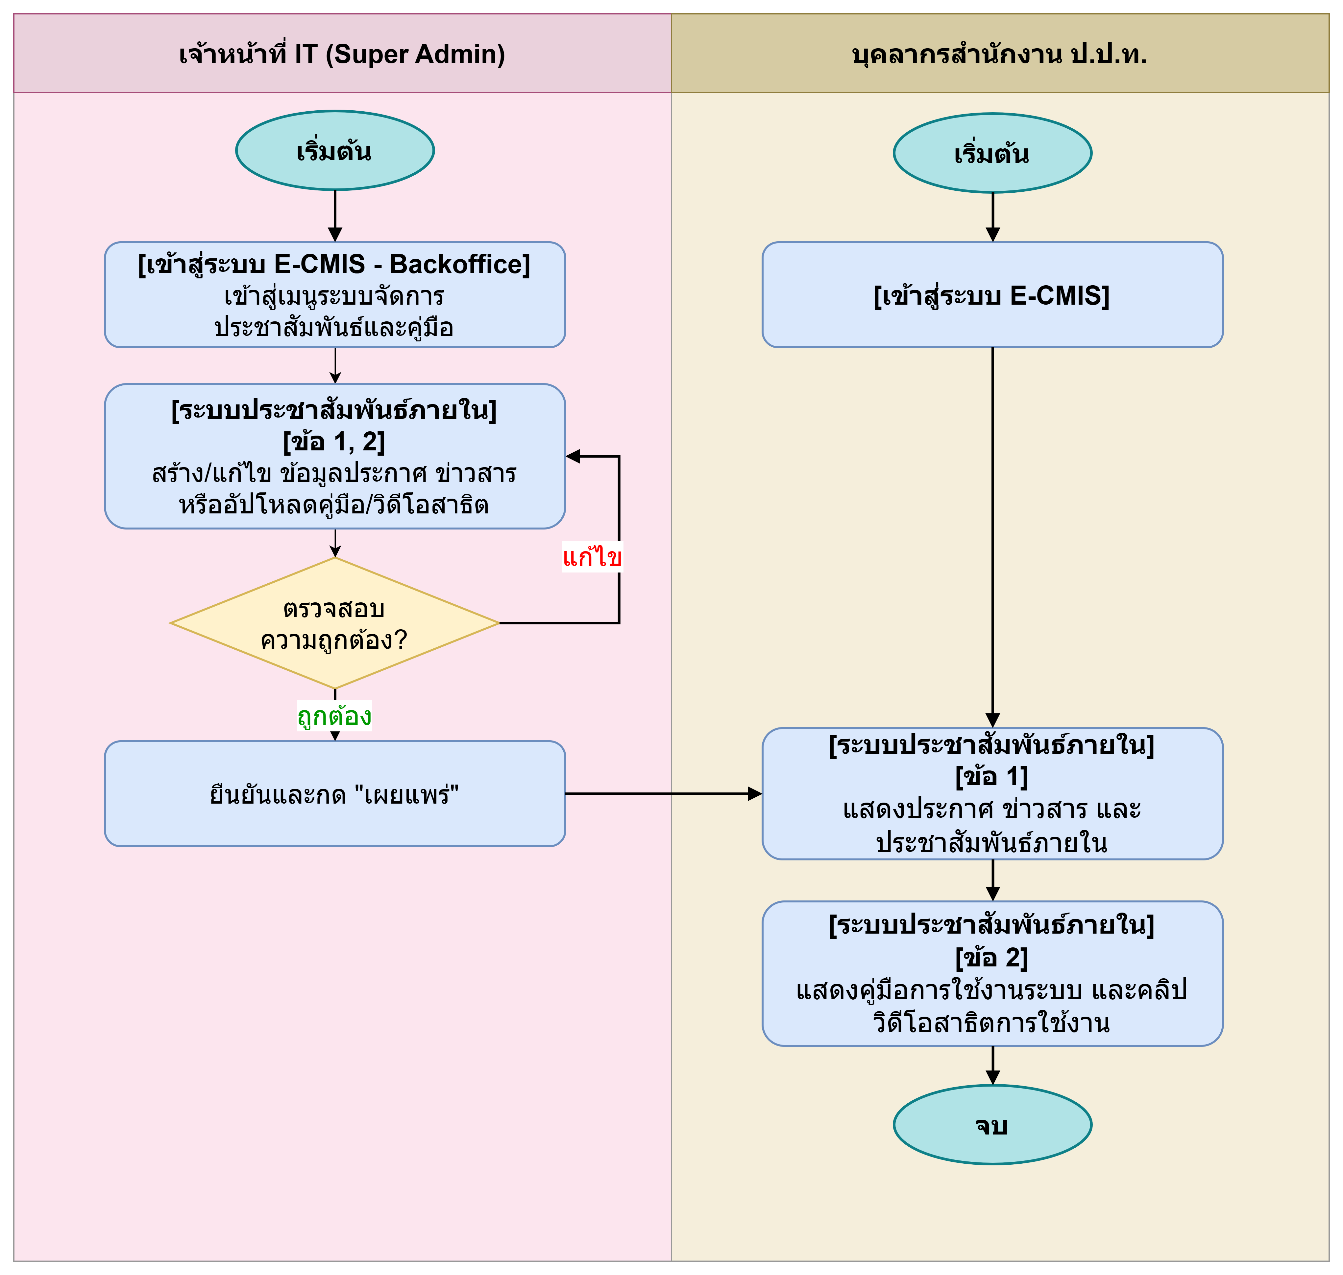 เจ้าหน้าที่ IT (Super Admin)
บุคลากรสำนักงาน ป.ป.ท.
เริ่มต้น
[เข้าสู่ระบบ E-CMIS - Backoffice]
เข้าสู่เมนูระบบจัดการ
ประชาสัมพันธ์และคู่มือ
[ระบบประชาสัมพันธ์ภายใน]
[ข้อ 1, 2]
สร้าง/แก้ไข ข้อมูลประกาศ ข่าวสาร
หรืออัปโหลดคู่มือ/วิดีโอสาธิต
แก้ไข
ตรวจสอบ
ความถูกต้อง?
ถูกต้อง
ยืนยันและกด "เผยแพร่"
เริ่มต้น
[เข้าสู่ระบบ E-CMIS]
[ระบบประชาสัมพันธ์ภายใน]
[ข้อ 1]
แสดงประกาศ ข่าวสาร และ
ประชาสัมพันธ์ภายใน
[ระบบประชาสัมพันธ์ภายใน]
[ข้อ 2]
แสดงคู่มือการใช้งานระบบ และคลิป
วิดีโอสาธิตการใช้งาน
จบ